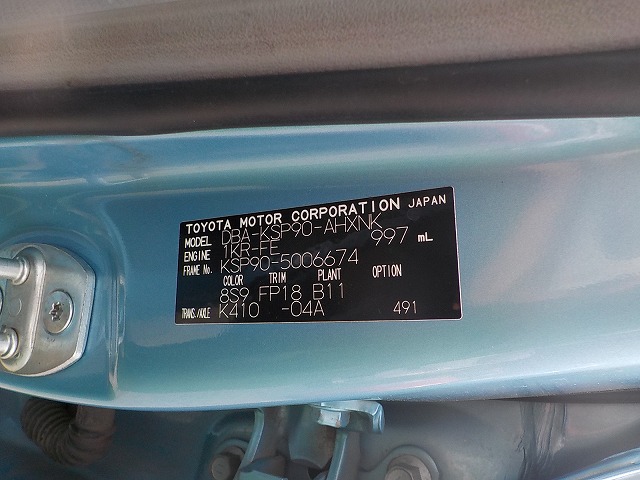 TOYOTA MOTOR CORPORATION JAPAN
MODEL DBA-KSP90-AHXNK
ENGINE 1KR-FE 997 mL
FRAME No. KSP90-5006674
COLOR TRIM PLANT OPTION
8S9 FP18 B11
TRANS./AXLE K410 -04A 491